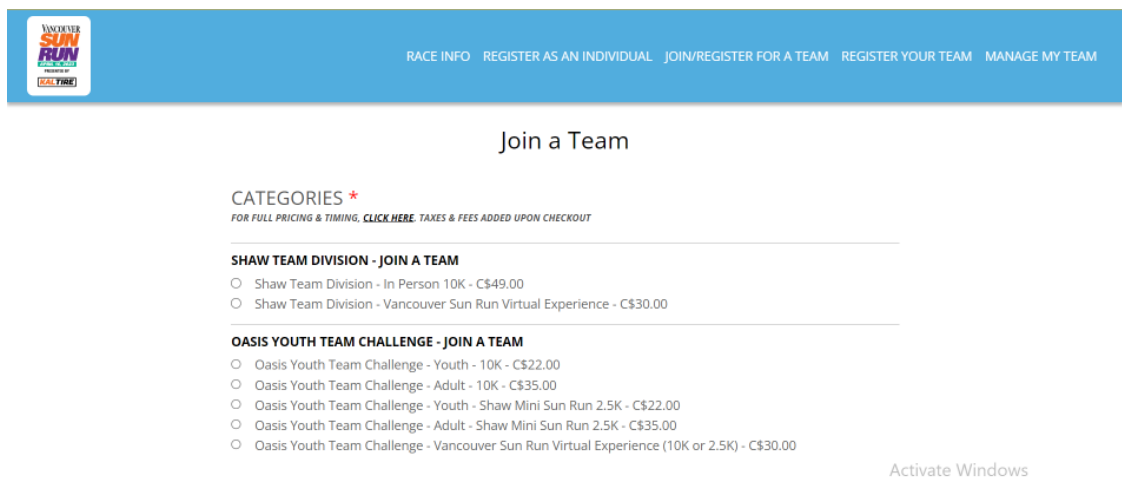 VANCOUVER
SUN
RUN
PRESENTED BY
KAL TIRE
RACE INFO REGISTER AS AN INDIVIDUAL JOIN/REGISTER FOR A TEAM REGISTER YOUR TEAM MANAGE MY TEAM
Join a Team
CATEGORIES *
FOR FULL PRICING & TIMING, CLICK HERE. TAXES & FEES ADDED UPON CHECKOUT
SHAW TEAM DIVISION - JOIN A TEAM
Shaw Team Division - In Person 10K - C$49.00
Shaw Team Division - Vancouver Sun Run Virtual Experience - C$30.00
OASIS YOUTH TEAM CHALLENGE - JOIN A TEAM
Oasis Youth Team Challenge - Youth - 10K - C$22.00
Oasis Youth Team Challenge - Adult - 10K - C$35.00
Oasis Youth Team Challenge - Youth - Shaw Mini Sun Run 2.5K - C$22.00
Oasis Youth Team Challenge - Adult - Shaw Mini Sun Run 2.5K - C$35.00
Oasis Youth Team Challenge - Vancouver Sun Run Virtual Experience (10K or 2.5K) - C$30.00
Activate Windows